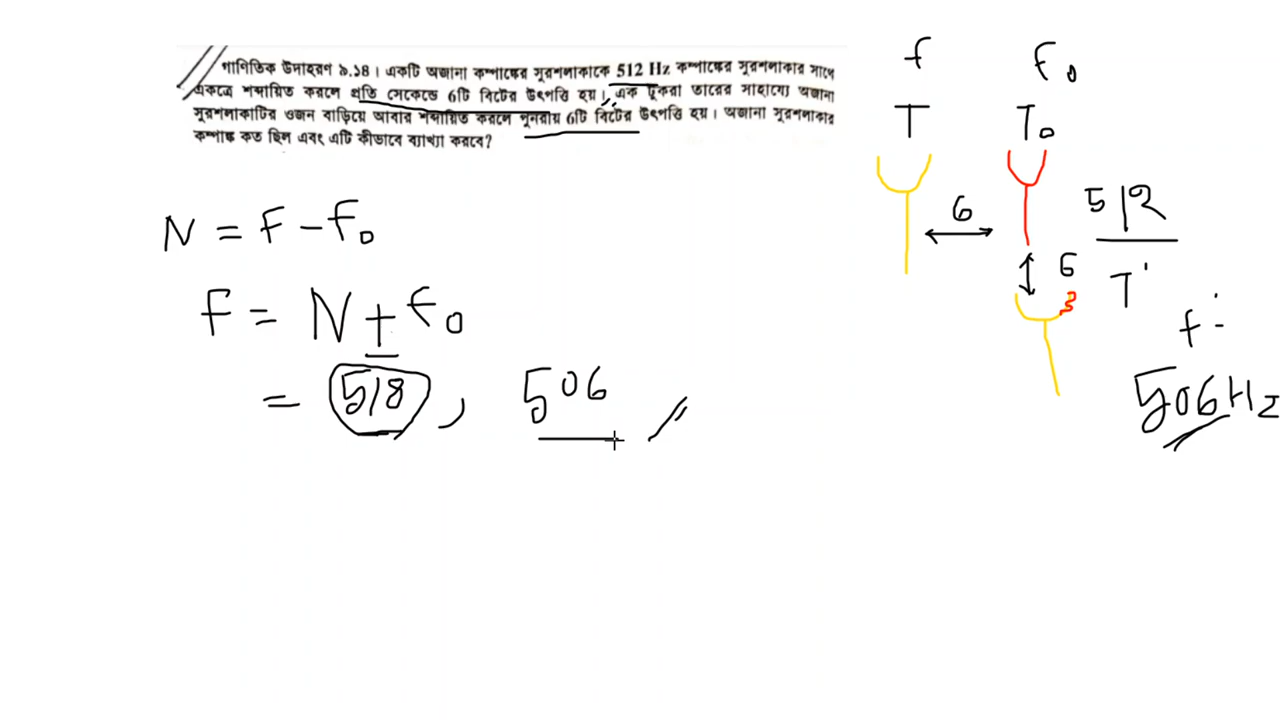 গাণিতিক উদাহরণ ৯.১৪। একটি অজানা কম্পাঙ্কের সুরশলাকাকে 512 Hz কম্পাঙ্কের সুরশলাকার সাথে
একত্রে শব্দায়িত করলে প্রতি সেকেন্ডে 6টি বিটের উৎপত্তি হয়। এক টুকরা তারের সাহায্যে অজানা
সুরশলাকাটির ওজন বাড়িয়ে আবার শব্দায়িত করলে পুনরায় 6টি বিটের উৎপত্তি হয়। অজানা সুরশলাকার
কম্পাঙ্ক কত ছিল এবং এটি কীভাবে ব্যাখ্যা করবে?
f f₀
T T₀
6
512
T'
6
N = F - f₀
F = N + f₀
= 518, 506
f' =
506Hz